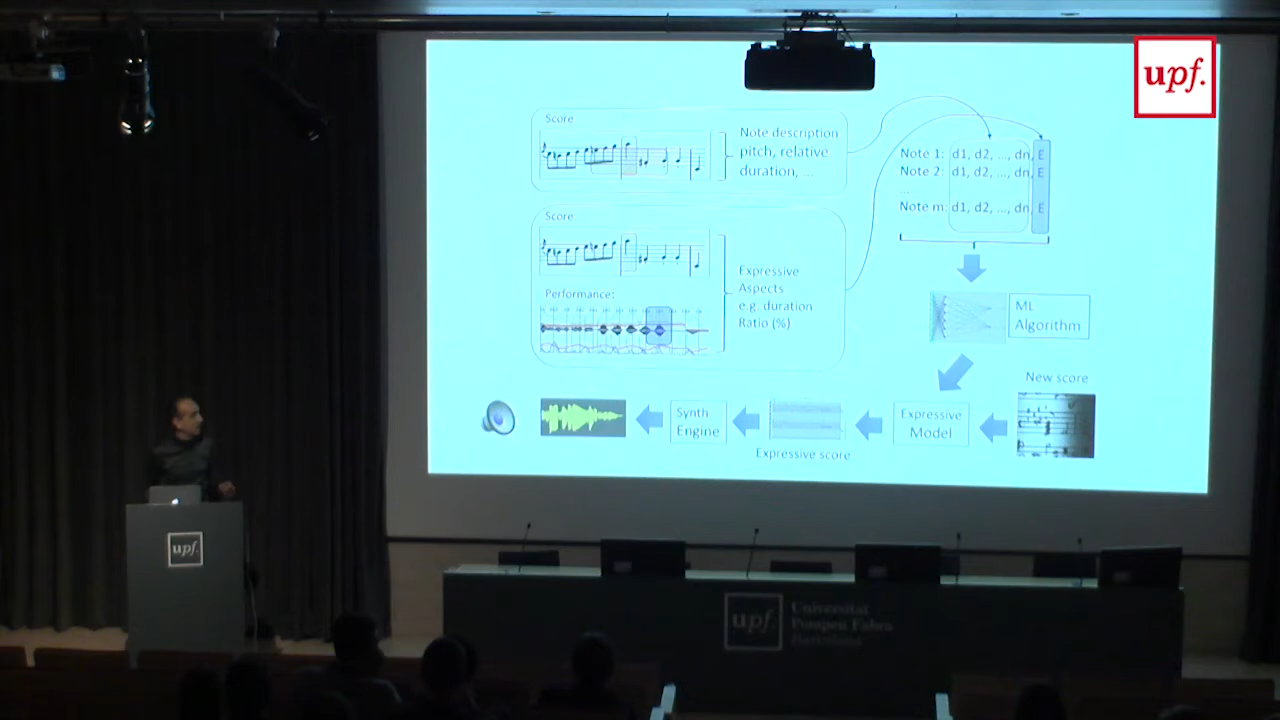 upf.
Score
Note description
pitch, relative
duration, ...
Note 1: d1, d2, ..., dn, E
Note 2: d1, d2, ..., dn, E
...
Note m: d1, d2, ..., dn, E
Score
Performance:
Expressive
Aspects
e.g. duration
Ratio (%)
ML
Algorithm
New score
Expressive
Model
Synth
Engine
Expressive score
upf.
upf.
Universitat
Pompeu Fabra
Barcelona